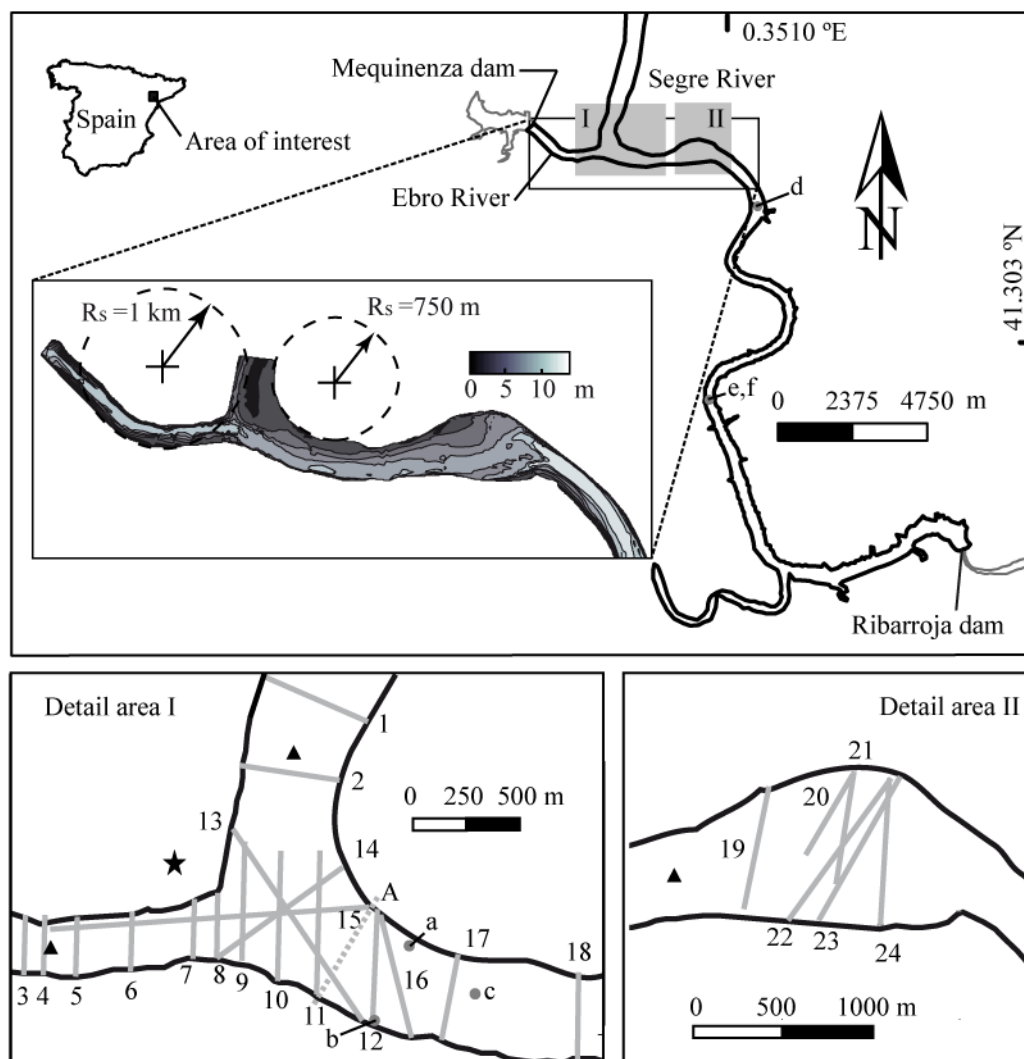 0.3510 ºE
Mequinenza dam
Segre River
Spain
Area of interest
I
II
Ebro River
d
N
41.303 ºN
Rs =1 km
Rs =750 m
0 5 10 m
e,f
0 2375 4750 m
Ribarroja dam
Detail area I
1
2
0 250 500 m
13
14
A
15
a
17
18
16
c
3 4 5 6 7 8 9 10 11 12
b
Detail area II
21
20
19
22 23 24
0 500 1000 m